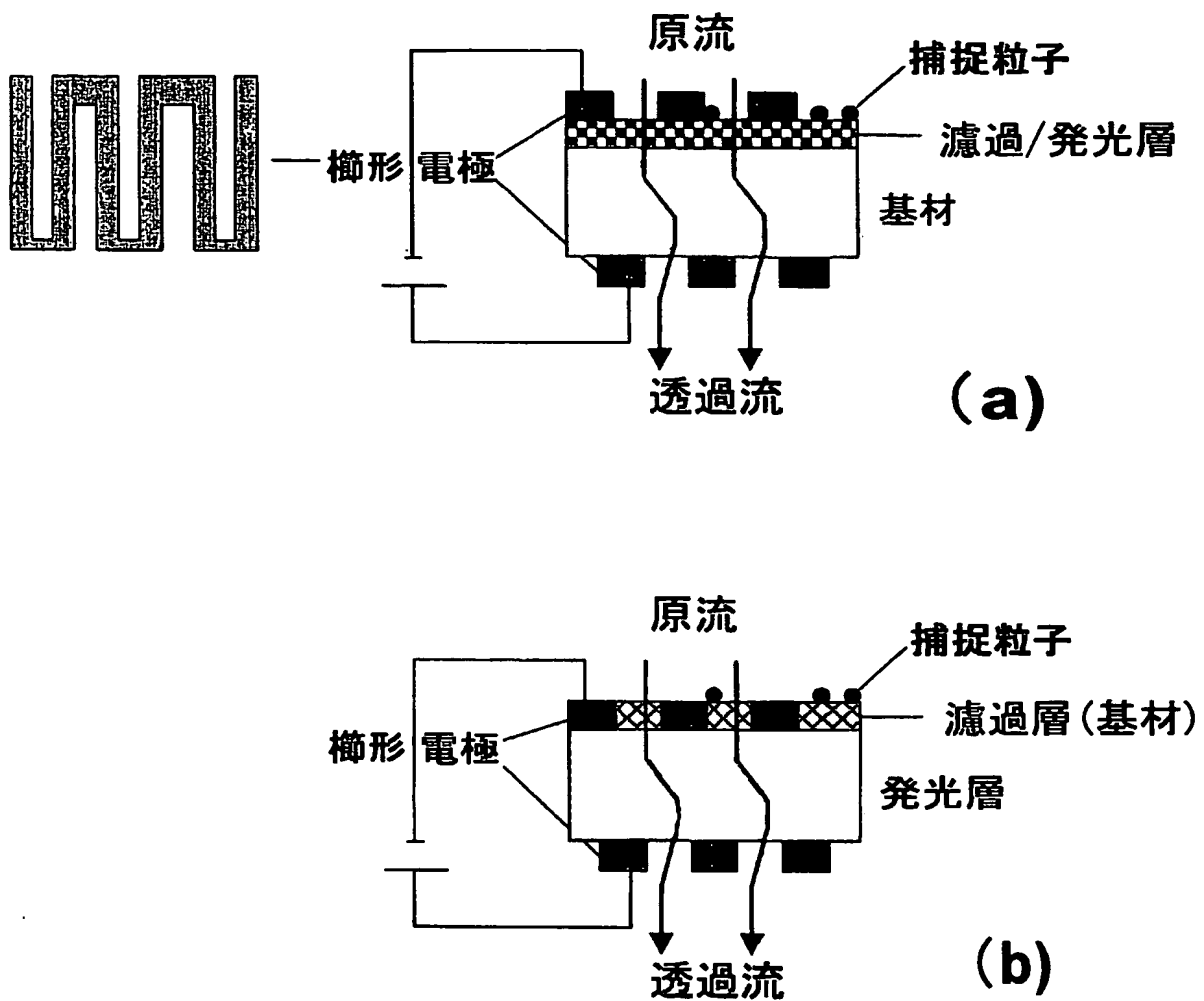 原流
捕捉粒子
濾過/発光層
櫛形 電極
基材
透過流
(a)
原流
捕捉粒子
濾過層(基材)
櫛形 電極
発光層
透過流
(b)